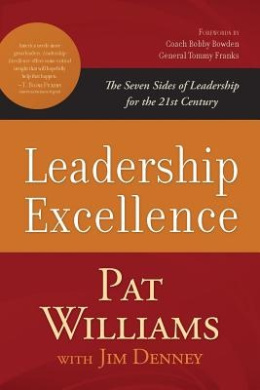 FOREWORDS BY
COACH BOBBY BOWDEN
GENERAL TOMMY FRANKS
America needs more
great leaders. Leadership
Excellence offers some
insight that will hopefully
help that happen.
—T. BOONE PICKENS
The Seven Sides of Leadership
for the 21st Century
Leadership
Excellence
PAT
WILLIAMS
WITH JIM DENNEY